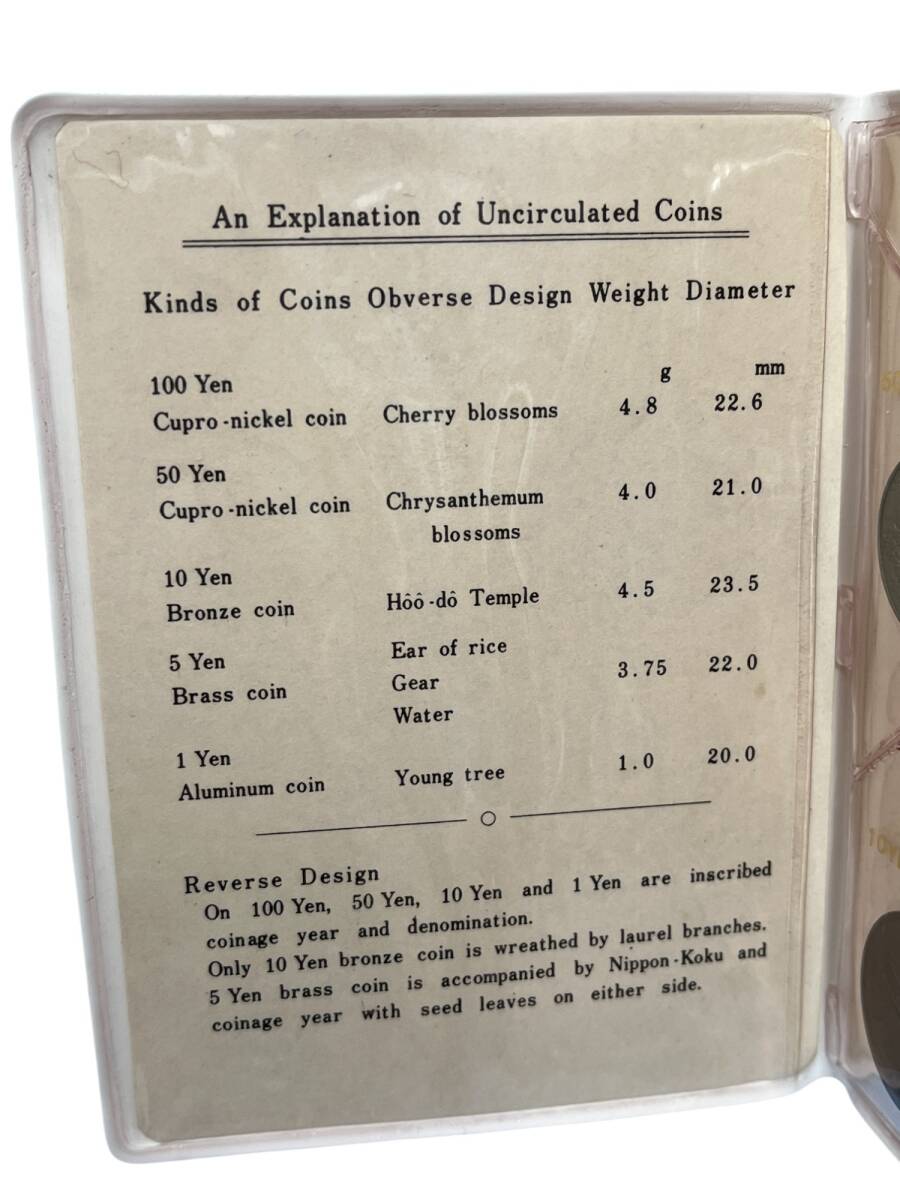 An Explanation of Uncirculated Coins
Kinds of Coins Obverse Design Weight Diameter
g mm
100 Yen
Cupro-nickel coin Cherry blossoms 4.8 22.6
50 Yen
Cupro-nickel coin Chrysanthemum 4.0 21.0
blossoms
10 Yen
Bronze coin Hôô-dô Temple 4.5 23.5
5 Yen Ear of rice
Brass coin Gear 3.75 22.0
Water
1 Yen
Aluminum coin Young tree 1.0 20.0
Reverse Design
On 100 Yen, 50 Yen, 10 Yen and 1 Yen are inscribed
coinage year and denomination.
Only 10 Yen bronze coin is wreathed by laurel branches.
5 Yen brass coin is accompanied by Nippon-Koku and
coinage year with seed leaves on either side.